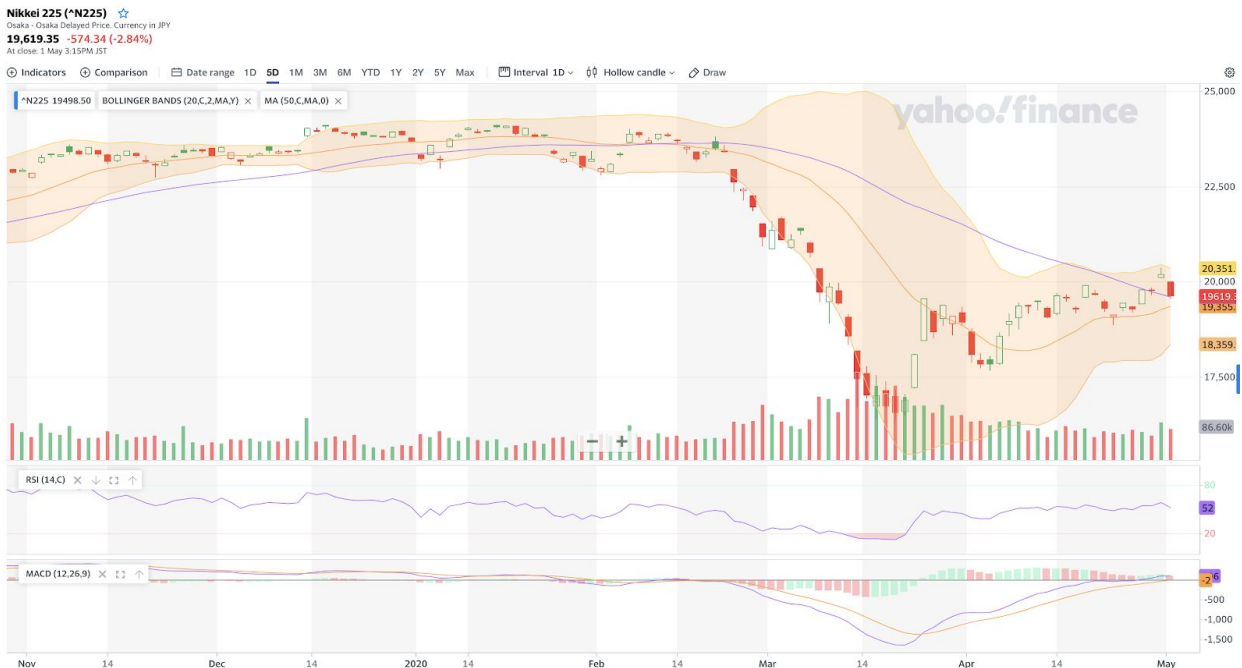 Nikkei 225 (^N225)
Osaka - Osaka Delayed Price. Currency in JPY
19,619.35 -574.34 (-2.84%)
At close: 1 May 3:15PM JST
Indicators Comparison Date range 1D 5D 1M 3M 6M YTD 1Y 2Y 5Y Max Interval 1D Hollow candle Draw
^N225 19498.50 BOLLINGER BANDS (20,C,2,MA,Y) MA (50,C,MA,0)
yahoo!finance
25,000
22,500
20,351.
20,000
19619.3
19,355.
18,359.
17,500
86.60k
RSI (14,C)
80
52
20
MACD (12,26,9)
6
-2
-500
-1,000
-1,500
Nov 14 Dec 14 2020 14 Feb 14 Mar 14 Apr 14 May